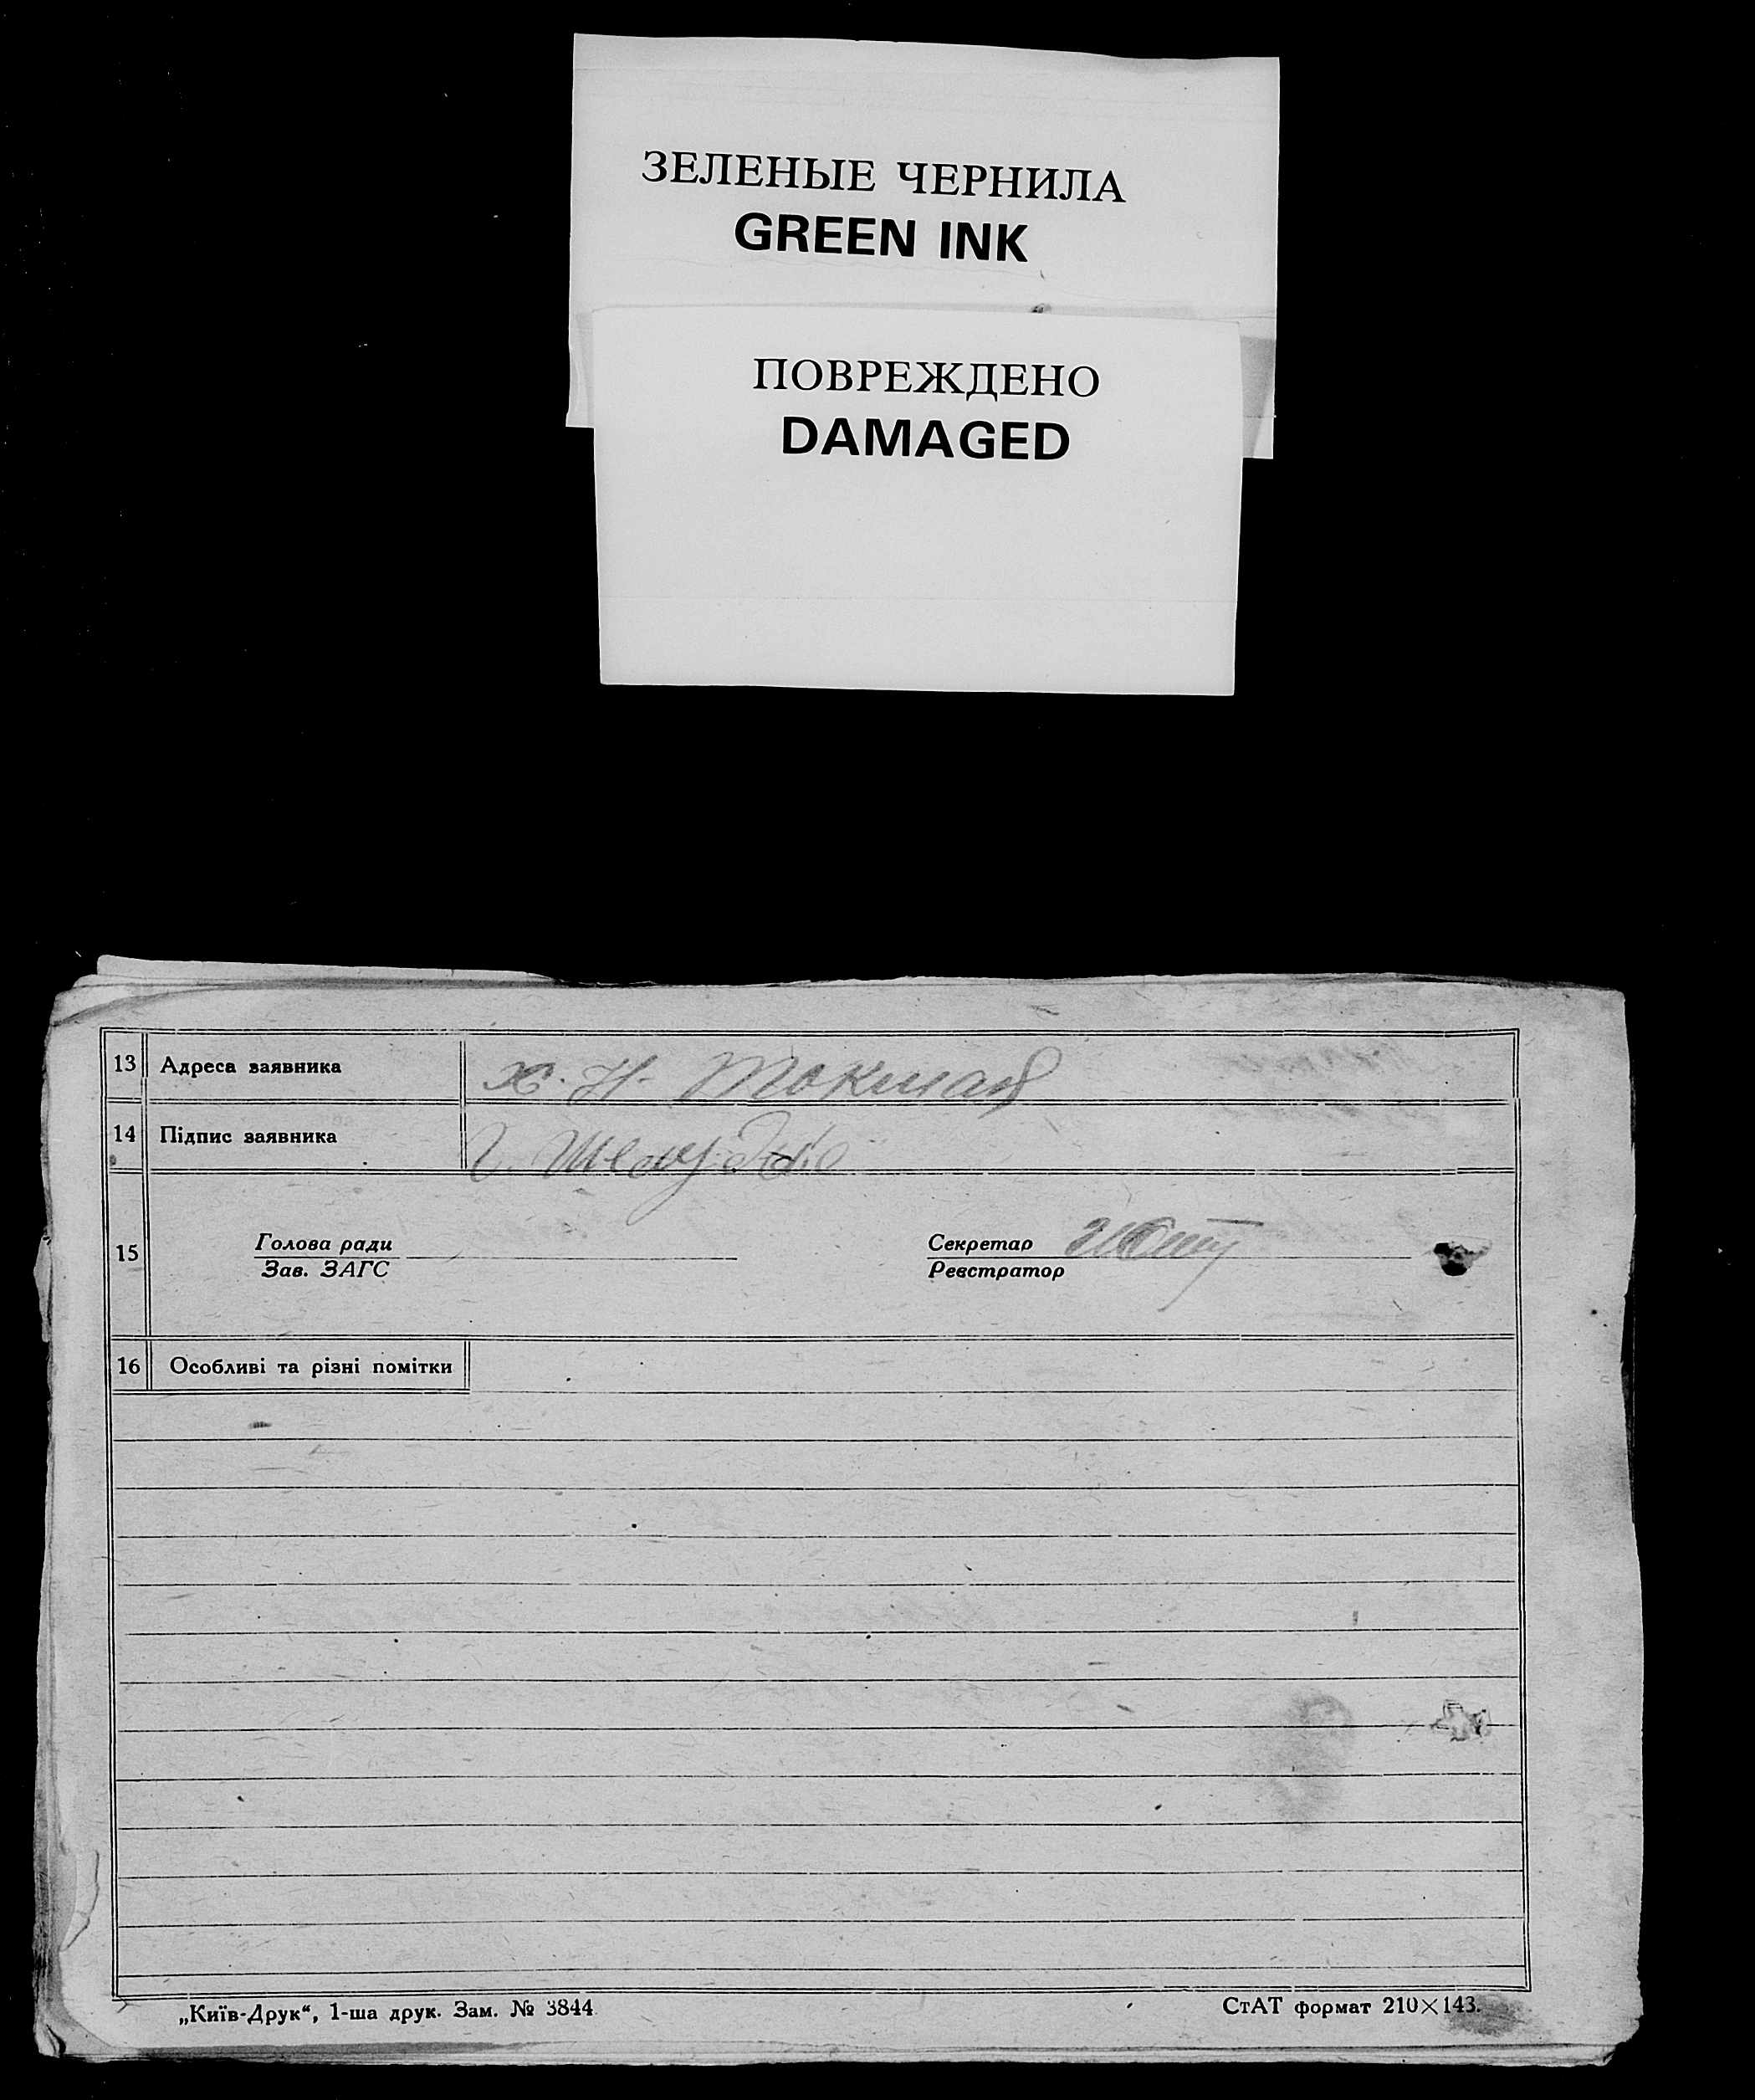 ЗЕЛЕНЫЕ ЧЕРНИЛА
GREEN INK
ПОВРЕЖДЕНО
DAMAGED
13 Адреса заявника х. Н. Токмак
14 Підпис заявника
15 Голова ради Секретар
Зав. ЗАГС Реєстратор
16 Особливі та різні помітки
„Київ-Друк“, 1-ша друк. Зам. № 3844. СтАТ формат 210×143.